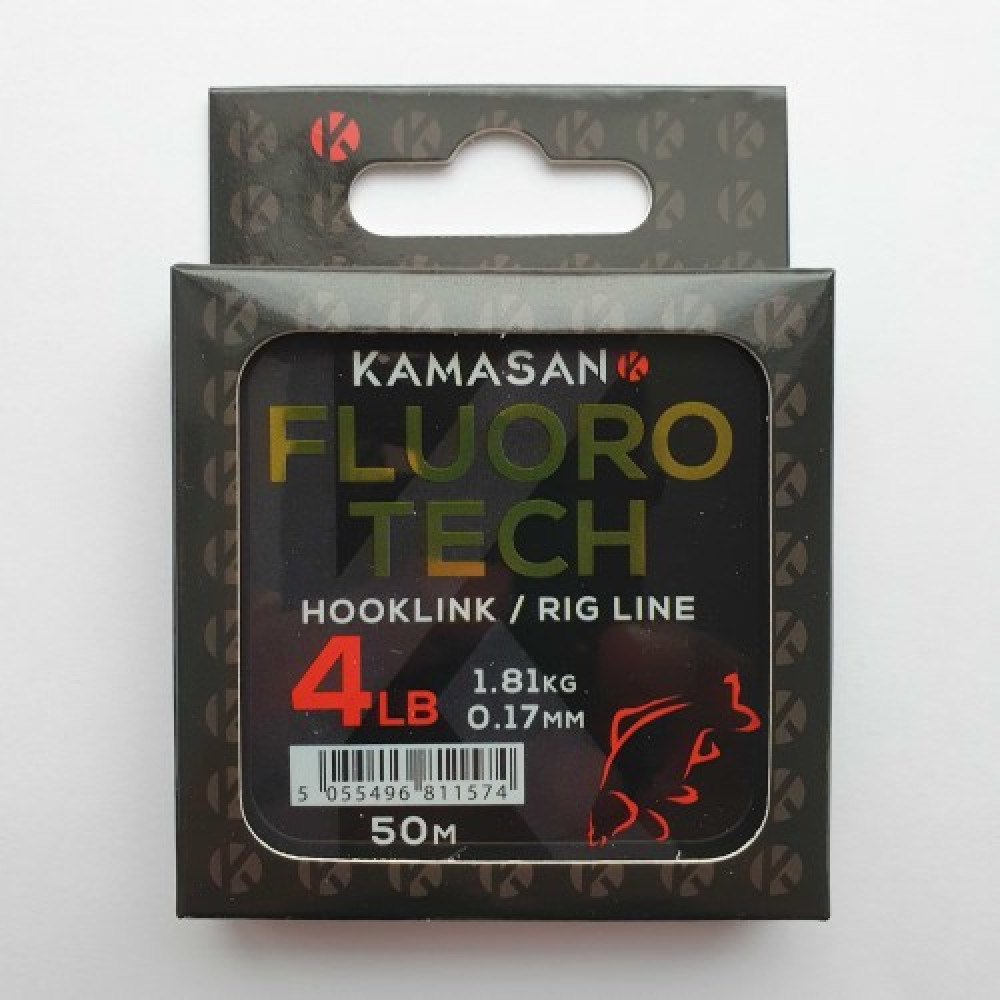 KAMASAN
FLUORO
TECH
HOOKLINK / RIG LINE
4LB
1.81KG
0.17MM
5 055496 811574
50M